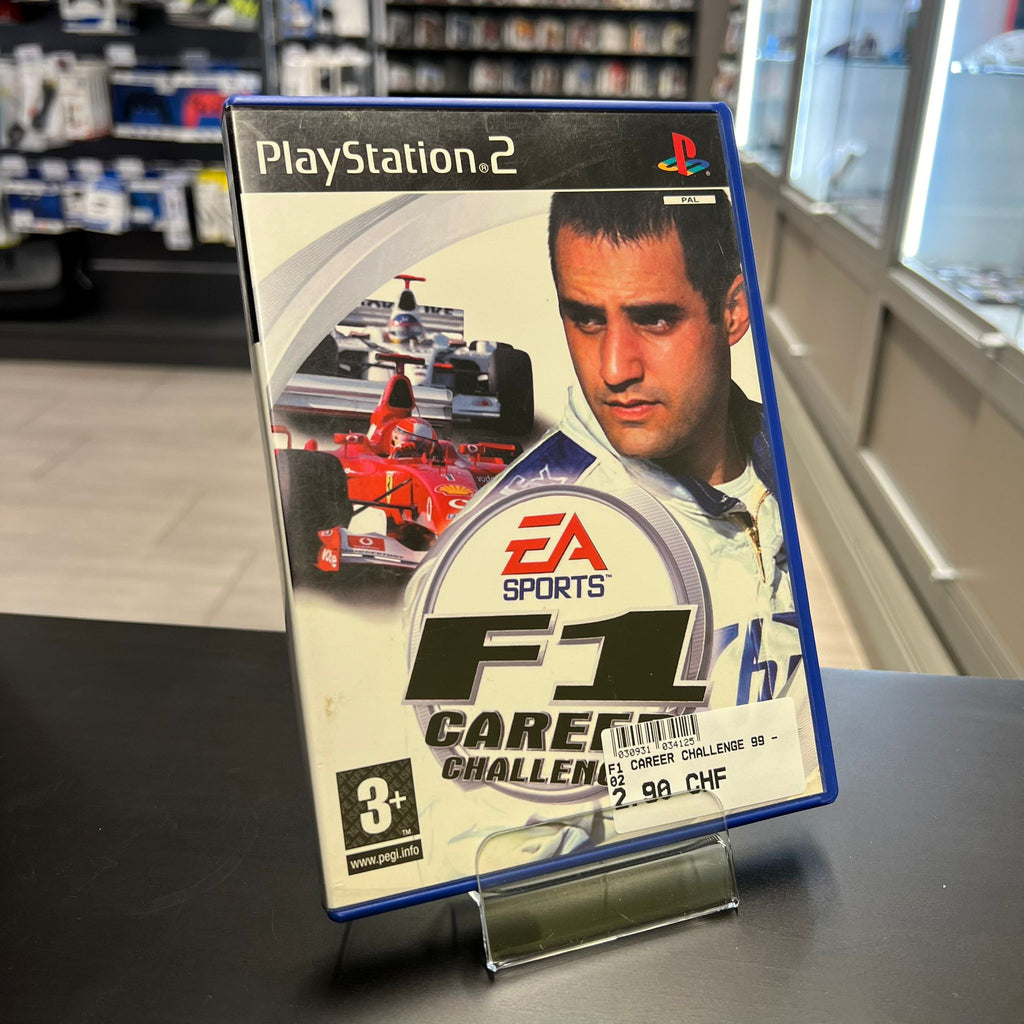 PlayStation®2
PAL
EA
SPORTS™
F1
CAREE
CHALLENG
030931 034125
F1 CAREER CHALLENGE 99 -
02
2.90 CHF
3+
TM
www.pegi.info